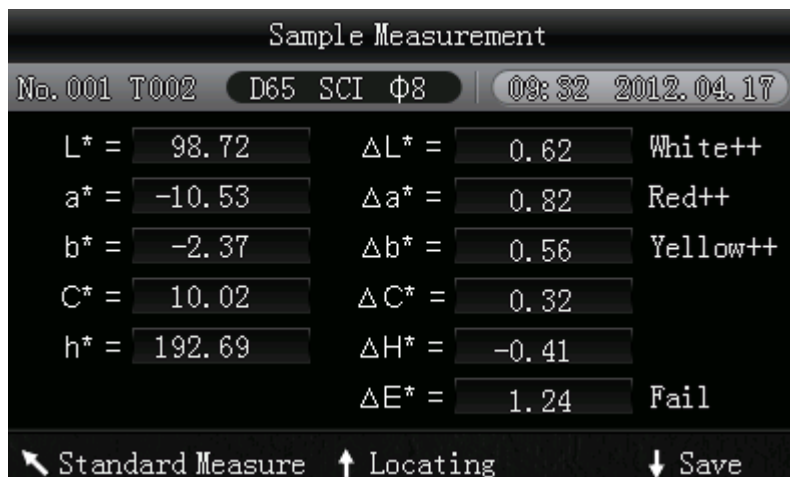 Sample Measurement
No.001 T002 D65 SCI Φ8 09:32 2012.04.17
L* = 98.72 ΔL* = 0.62 White++
a* = -10.53 Δa* = 0.82 Red++
b* = -2.37 Δb* = 0.56 Yellow++
C* = 10.02 ΔC* = 0.32
h* = 192.69 ΔH* = -0.41
ΔE* = 1.24 Fail
Standard Measure Locating Save